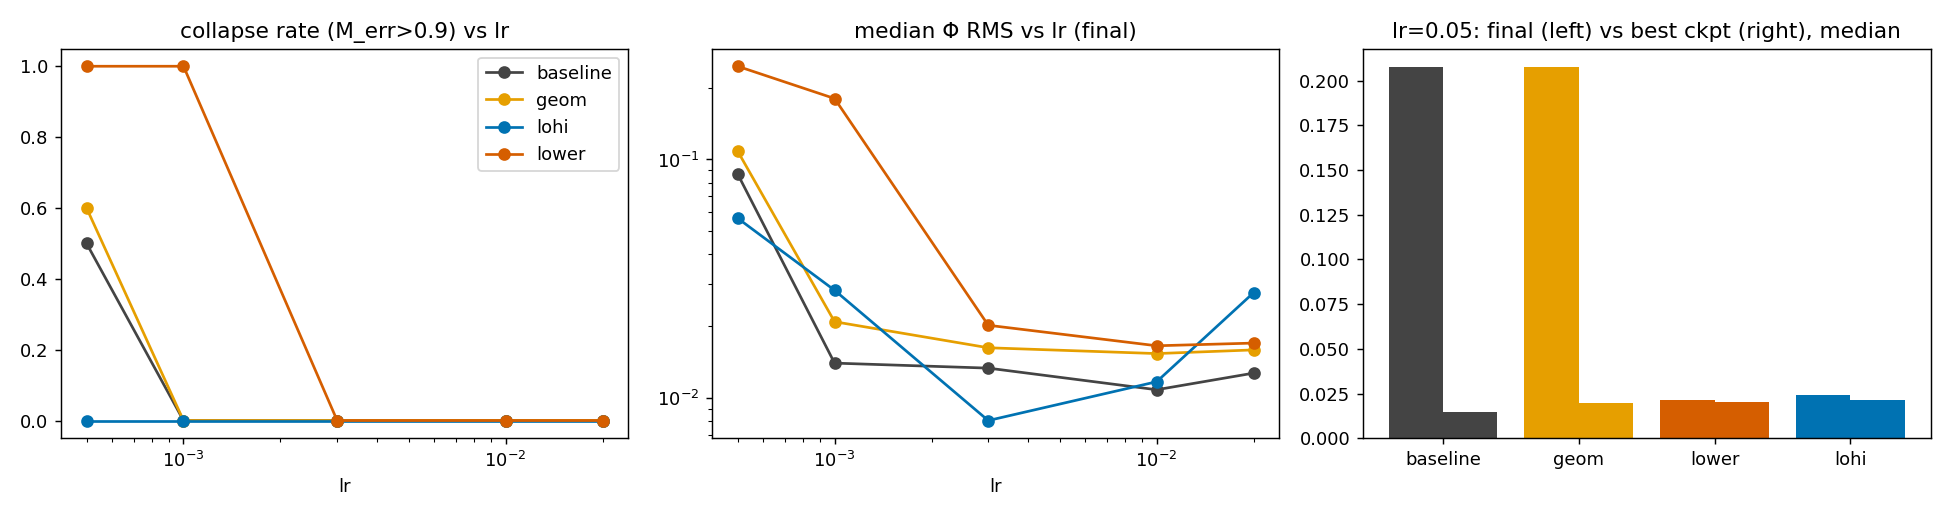 collapse rate (M_err>0.9) vs lr
1.0
0.8
0.6
0.4
0.2
0.0
baseline
geom
lohi
lower
10⁻³
10⁻²
lr
median Φ RMS vs lr (final)
10⁻¹
10⁻²
10⁻³
10⁻²
lr
lr=0.05: final (left) vs best ckpt (right), median
0.200
0.175
0.150
0.125
0.100
0.075
0.050
0.025
0.000
baseline
geom
lower
lohi